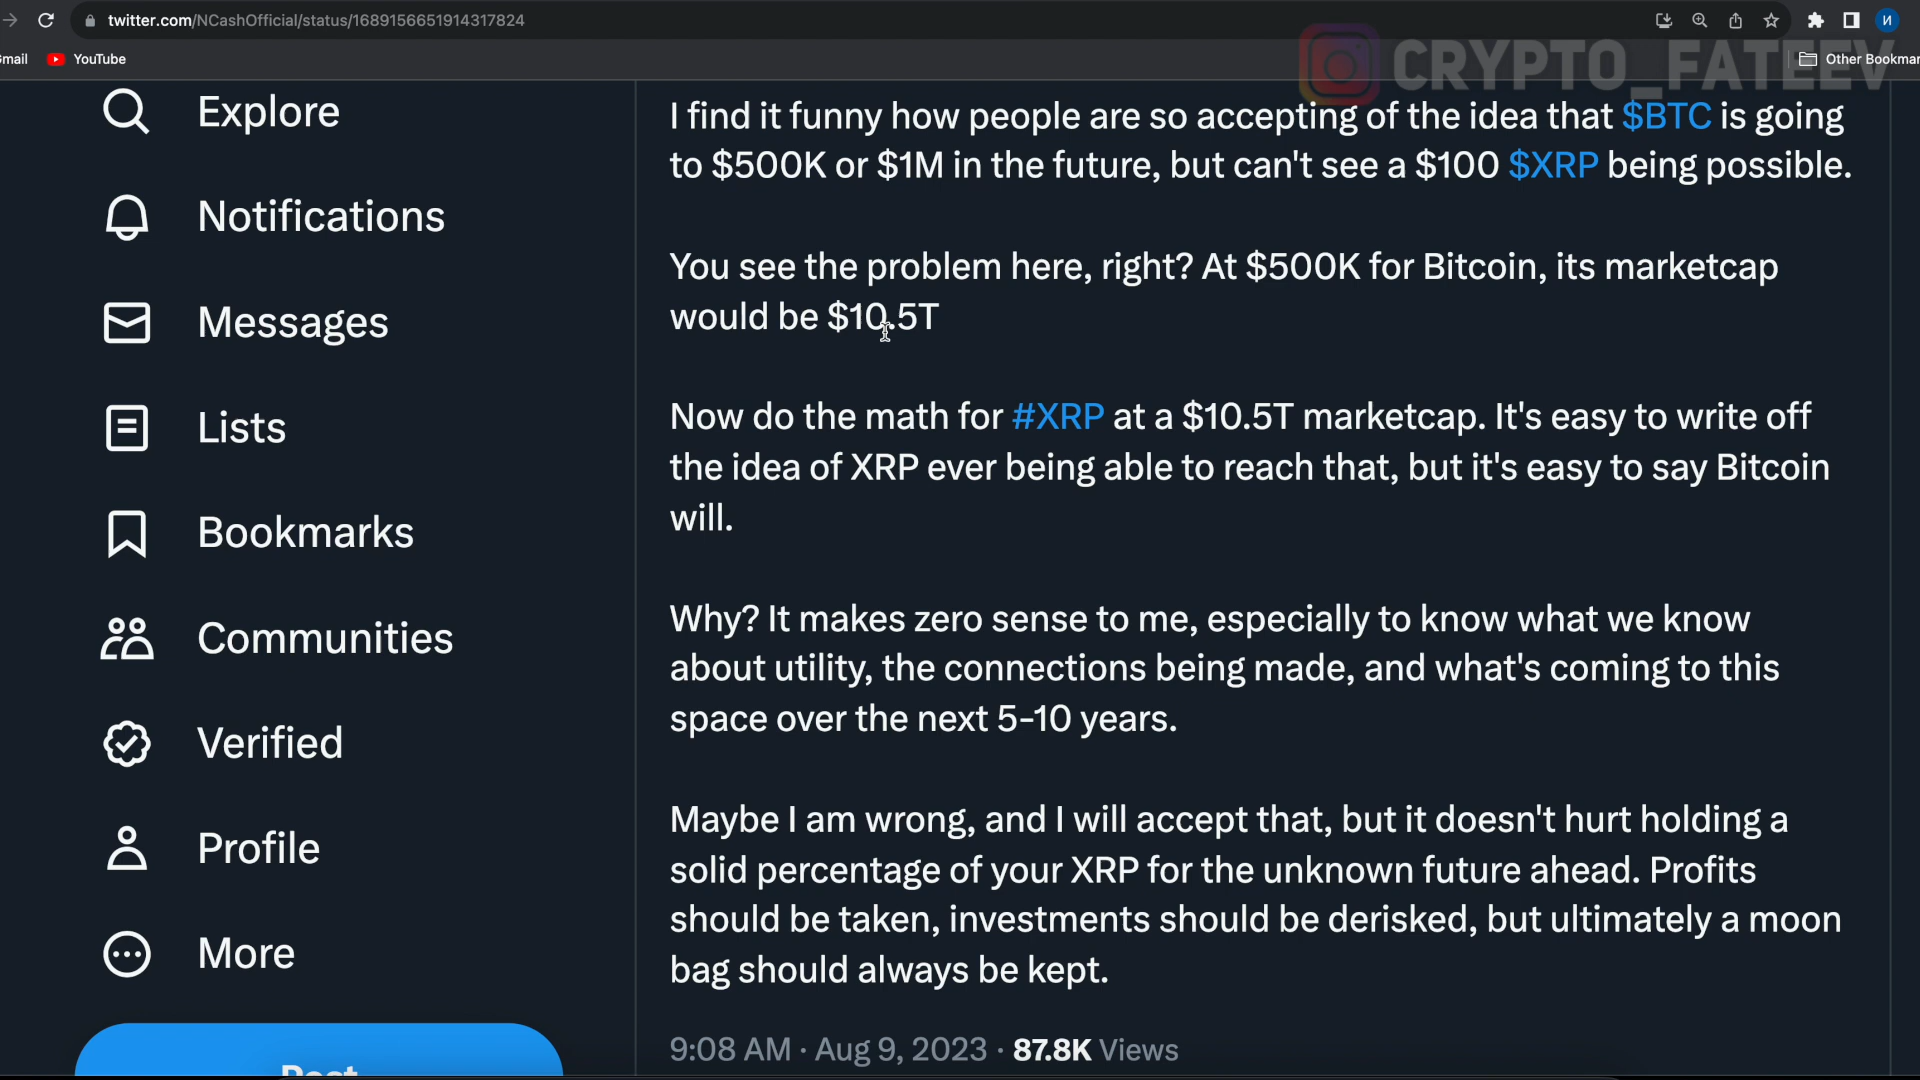 twitter.com/NCashOfficial/status/1689156651914317824
Gmail
YouTube
Other Bookmar
CRYPTO_FATEEV
Explore
Notifications
Messages
Lists
Bookmarks
Communities
Verified
Profile
More
Post
I find it funny how people are so accepting of the idea that $BTC is going
to $500K or $1M in the future, but can't see a $100 $XRP being possible.
You see the problem here, right? At $500K for Bitcoin, its marketcap
would be $10.5T
Now do the math for #XRP at a $10.5T marketcap. It's easy to write off
the idea of XRP ever being able to reach that, but it's easy to say Bitcoin
will.
Why? It makes zero sense to me, especially to know what we know
about utility, the connections being made, and what's coming to this
space over the next 5-10 years.
Maybe I am wrong, and I will accept that, but it doesn't hurt holding a
solid percentage of your XRP for the unknown future ahead. Profits
should be taken, investments should be derisked, but ultimately a moon
bag should always be kept.
9:08 AM · Aug 9, 2023 · 87.8K Views
И